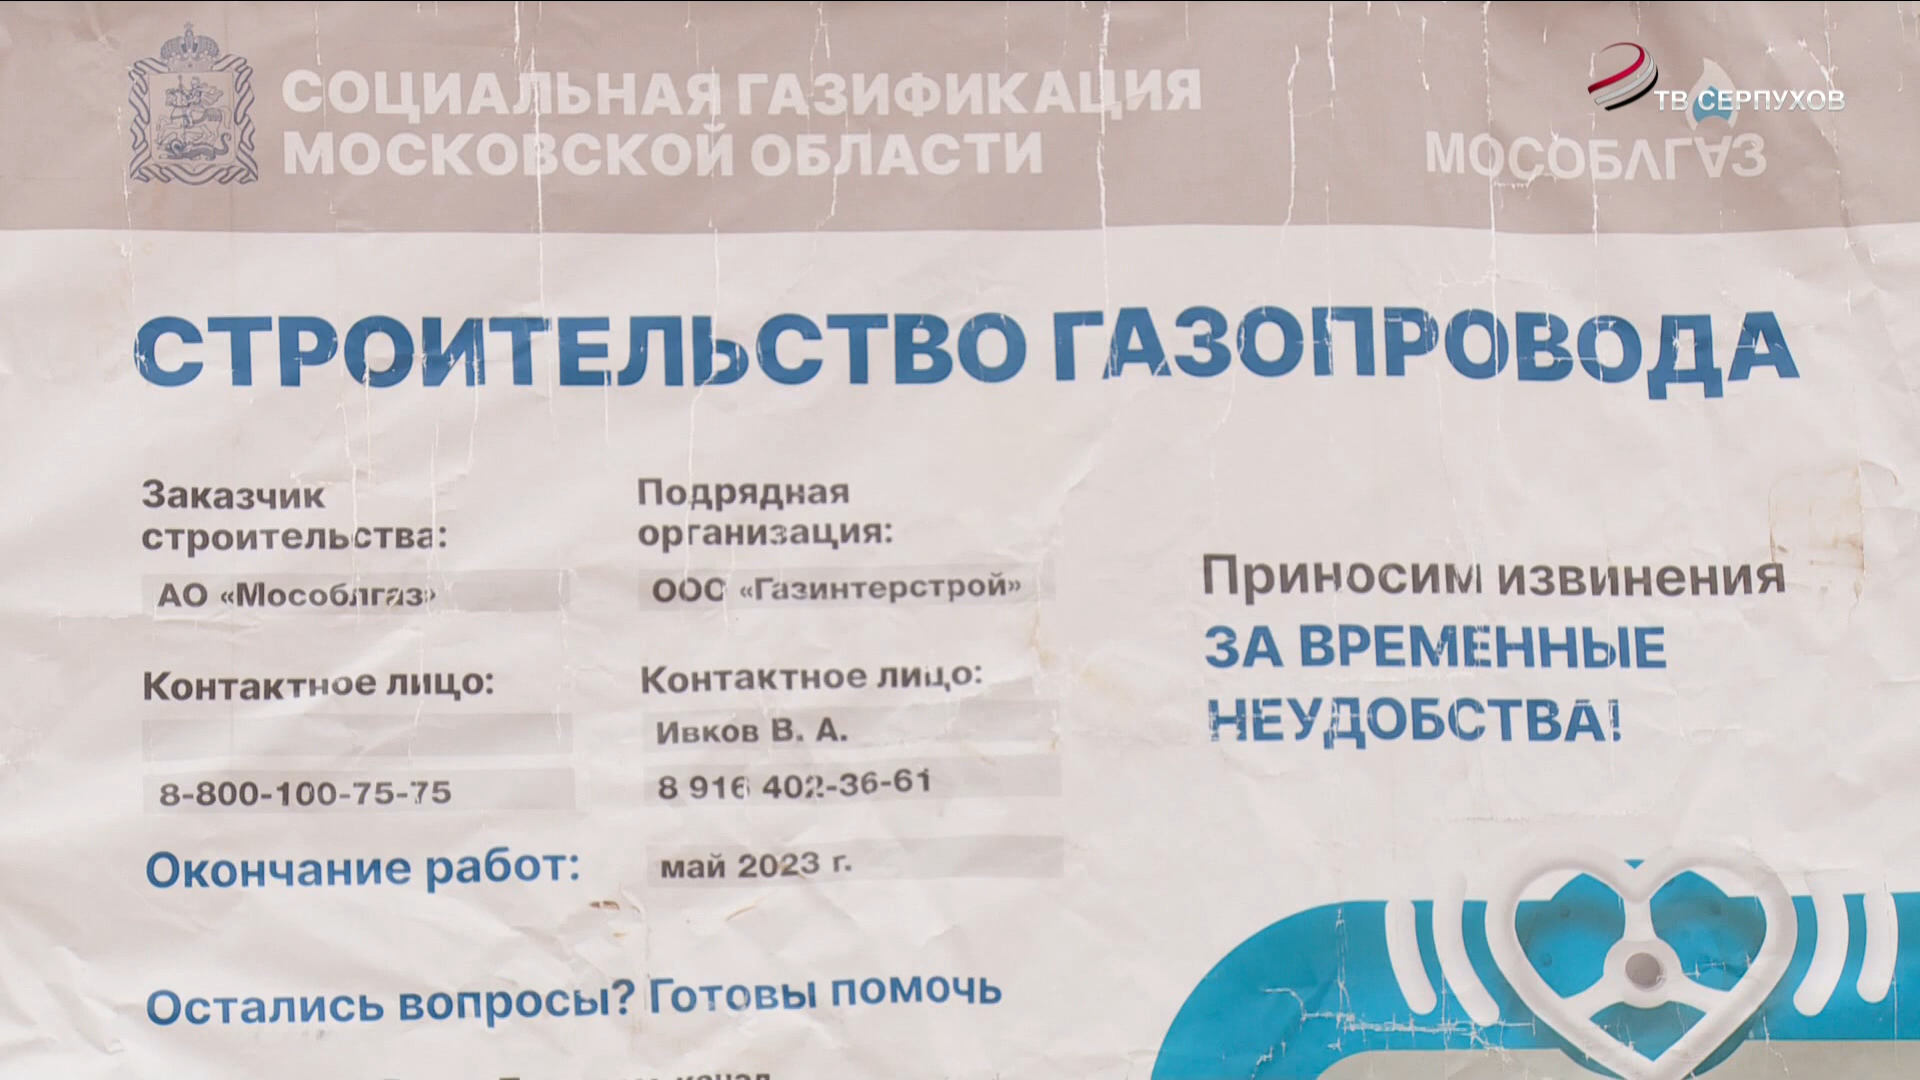 СОЦИАЛЬНАЯ ГАЗИФИКАЦИЯ
МОСКОВСКОЙ ОБЛАСТИ
ТВ СЕРПУХОВ
МОСОБЛГАЗ
СТРОИТЕЛЬСТВО ГАЗОПРОВОДА
Заказчик
строительства:
АО «Мособлгаз»
Контактное лицо:
8-800-100-75-75
Подрядная
организация:
ООС «Газинтерстрой»
Контактное лицо:
Ивков В. А.
8 916 402-36-61
Окончание работ:
май 2023 г.
Приносим извинения
ЗА ВРЕМЕННЫЕ
НЕУДОБСТВА!
Остались вопросы? Готовы помочь